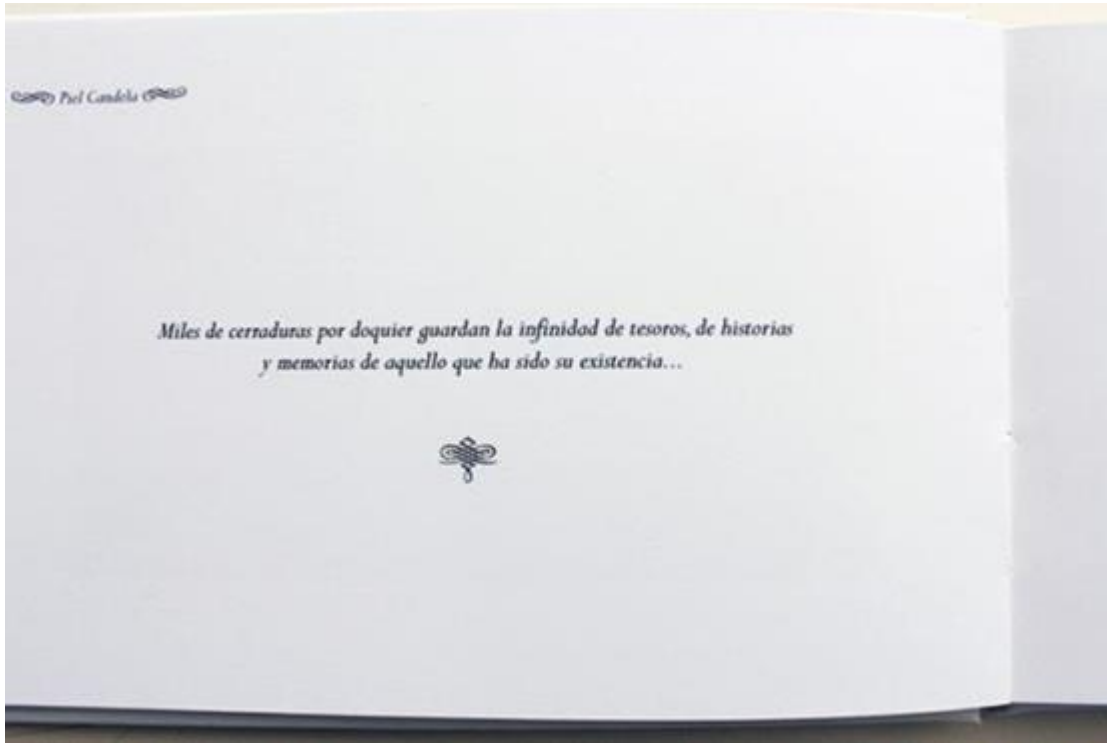 Piel Candela
Miles de cerraduras por doquier guardan la infinidad de tesoros, de historias
y memorias de aquello que ha sido su existencia…